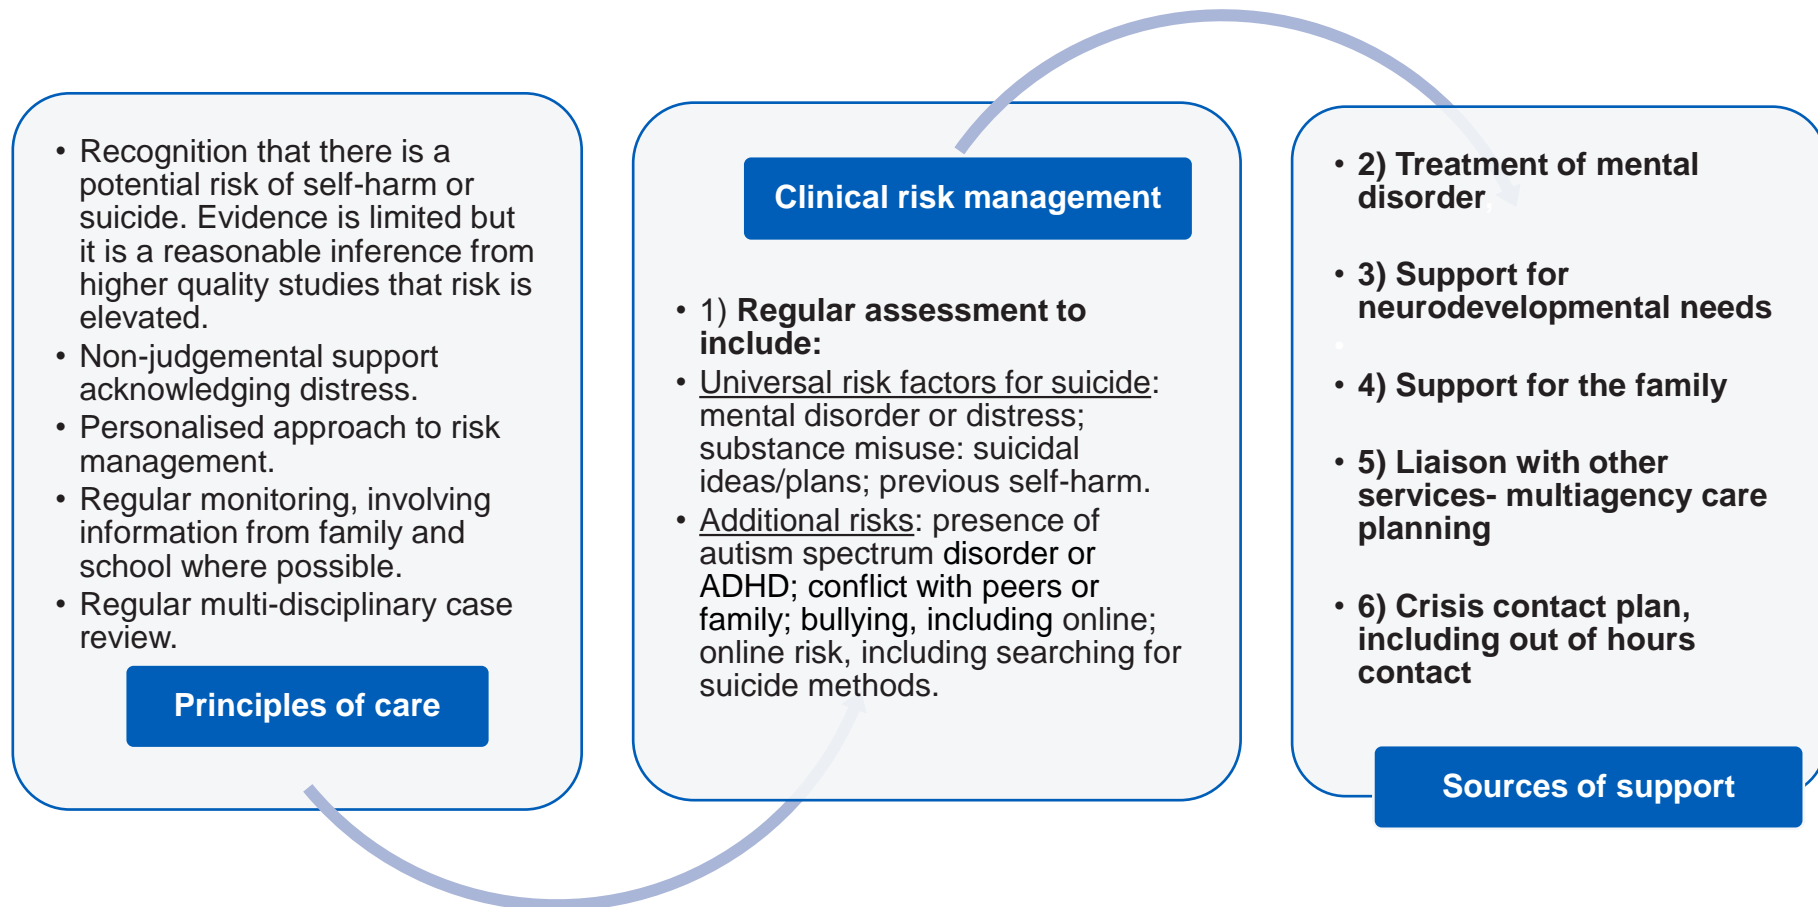 • Recognition that there is a
potential risk of self-harm or
suicide. Evidence is limited but
it is a reasonable inference from
higher quality studies that risk is
elevated.
• Non-judgemental support
acknowledging distress.
• Personalised approach to risk
management.
• Regular monitoring, involving
information from family and
school where possible.
• Regular multi-disciplinary case
review.
Principles of care
Clinical risk management
• 1) Regular assessment to
include:
• Universal risk factors for suicide:
mental disorder or distress;
substance misuse: suicidal
ideas/plans; previous self-harm.
• Additional risks: presence of
autism spectrum disorder or
ADHD; conflict with peers or
family; bullying, including online;
online risk, including searching for
suicide methods.
• 2) Treatment of mental
disorder,
• 3) Support for
neurodevelopmental needs
•
• 4) Support for the family
• 5) Liaison with other
services- multiagency care
planning
• 6) Crisis contact plan,
including out of hours
contact
Sources of support